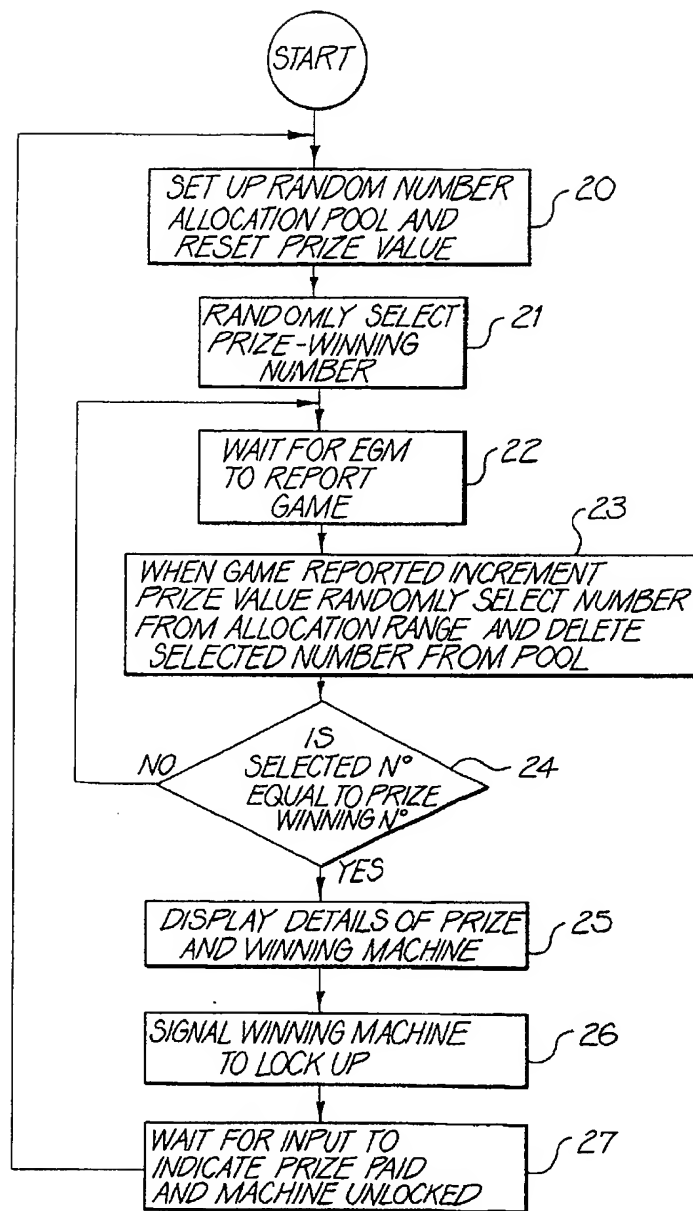 START
SET UP RANDOM NUMBER
ALLOCATION POOL AND
RESET PRIZE VALUE
20
RANDOMLY SELECT
PRIZE-WINNING
NUMBER
21
WAIT FOR EGM
TO REPORT
GAME
22
23
WHEN GAME REPORTED INCREMENT
PRIZE VALUE RANDOMLY SELECT NUMBER
FROM ALLOCATION RANGE AND DELETE
SELECTED NUMBER FROM POOL
IS
SELECTED Nº
EQUAL TO PRIZE
WINNING Nº
24
NO
YES
DISPLAY DETAILS OF PRIZE
AND WINNING MACHINE
25
SIGNAL WINNING MACHINE
TO LOCK UP
26
WAIT FOR INPUT TO
INDICATE PRIZE PAID
AND MACHINE UNLOCKED
27